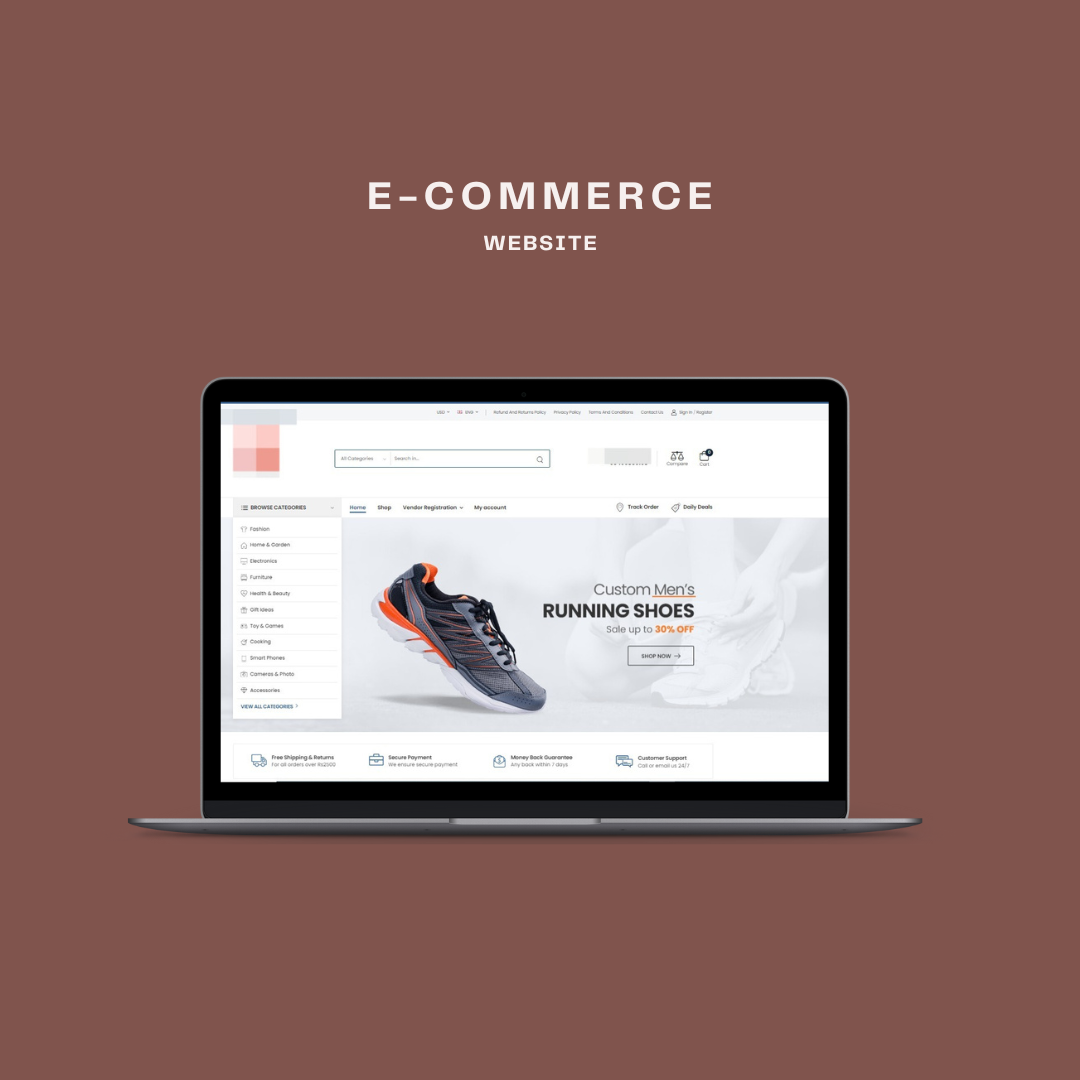 E-COMMERCE
WEBSITE
USD ENG Refund And Returns Policy Privacy Policy Terms And Conditions Contact Us Sign In / Register
All Categories Search in...
Compare
0
Cart
BROWSE CATEGORIES
Home Shop Vendor Registration My account Track Order Daily Deals
Fashion
Home & Garden
Electronics
Furniture
Health & Beauty
Gift Ideas
Toy & Games
Cooking
Smart Phones
Cameras & Photo
Accessories
VIEW ALL CATEGORIES >
Custom Men's
RUNNING SHOES
Sale up to 30% OFF
SHOP NOW →
Free Shipping & Returns
For all orders over Rs2500
Secure Payment
We ensure secure payment
Money Back Guarantee
Any back within 7 days
Customer Support
Call or email us 24/7